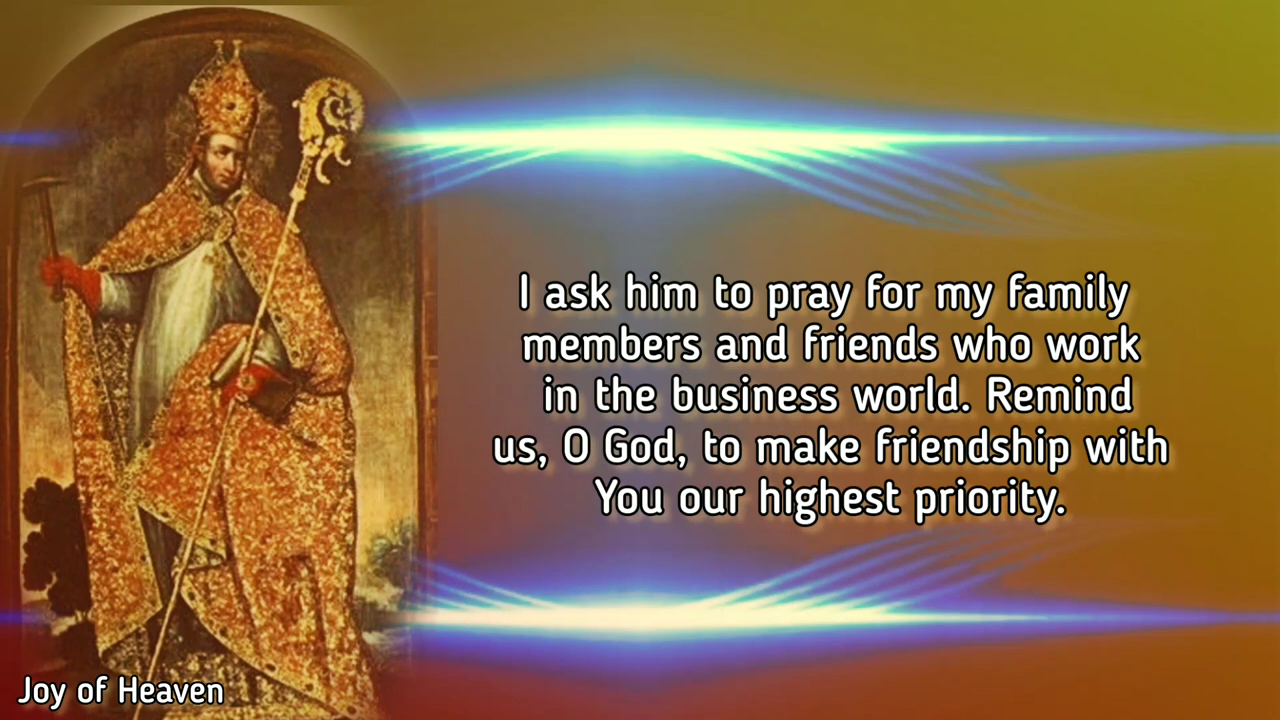 I ask him to pray for my family
members and friends who work
in the business world. Remind
us, O God, to make friendship with
You our highest priority.
Joy of Heaven